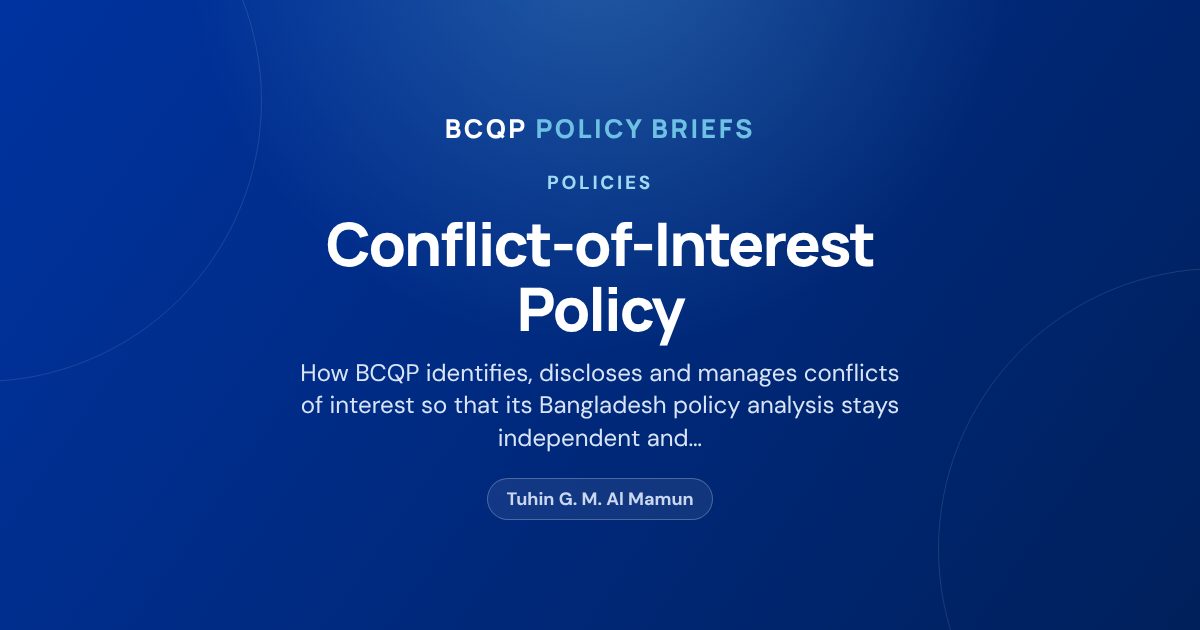 BCQP POLICY BRIEFS
POLICIES
Conflict-of-Interest
Policy
How BCQP identifies, discloses and manages conflicts
of interest so that its Bangladesh policy analysis stays
independent and…
Tuhin G. M. Al Mamun